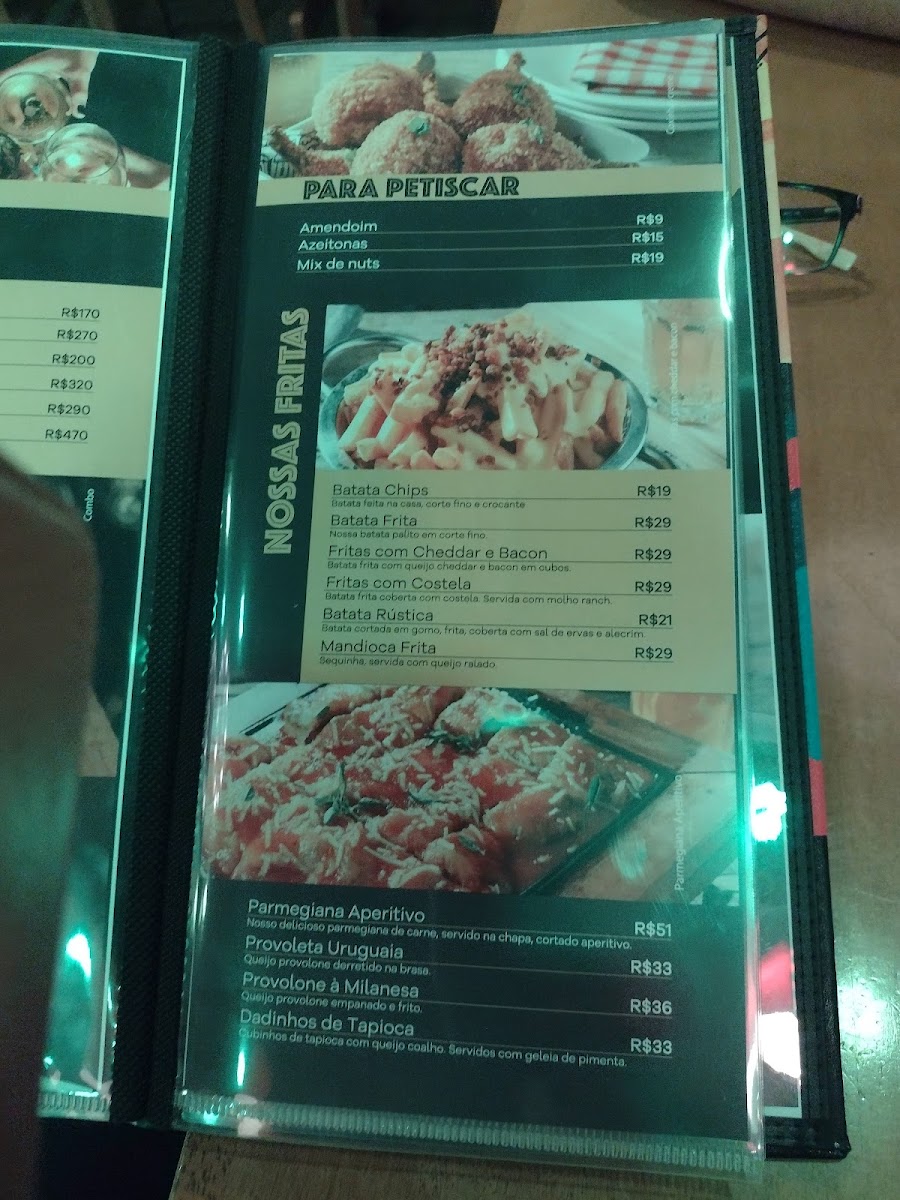 R$170
R$270
R$200
R$320
R$290
R$470
Combo
PARA PETISCAR
Amendoim R$9
Azeitonas R$15
Mix de nuts R$19
NOSSAS FRITAS
cheddar e bacon
Batata Chips R$19
Batata feita na casa, corte fino e crocante
Batata Frita R$29
Nossa batata palito em corte fino.
Fritas com Cheddar e Bacon R$29
Batata frita com queijo cheddar e bacon em cubos.
Fritas com Costela R$29
Batata frita coberta com costela. Servida com molho ranch.
Batata Rústica R$21
Batata cortada em gomo, frita, coberta com sal de ervas e alecrim.
Mandioca Frita R$29
Sequinha, servida com queijo ralado.
Parmegiana Aperitivo
Parmegiana Aperitivo R$51
Nosso delicioso parmegiana de carne, servido na chapa, cortado aperitivo.
Provoleta Uruguaia R$33
Queijo provolone derretido na brasa.
Provolone à Milanesa R$36
Queijo provolone empanado e frito.
Dadinhos de Tapioca R$33
Cubinhos de tapioca com queijo coalho. Servidos com geleia de pimenta.